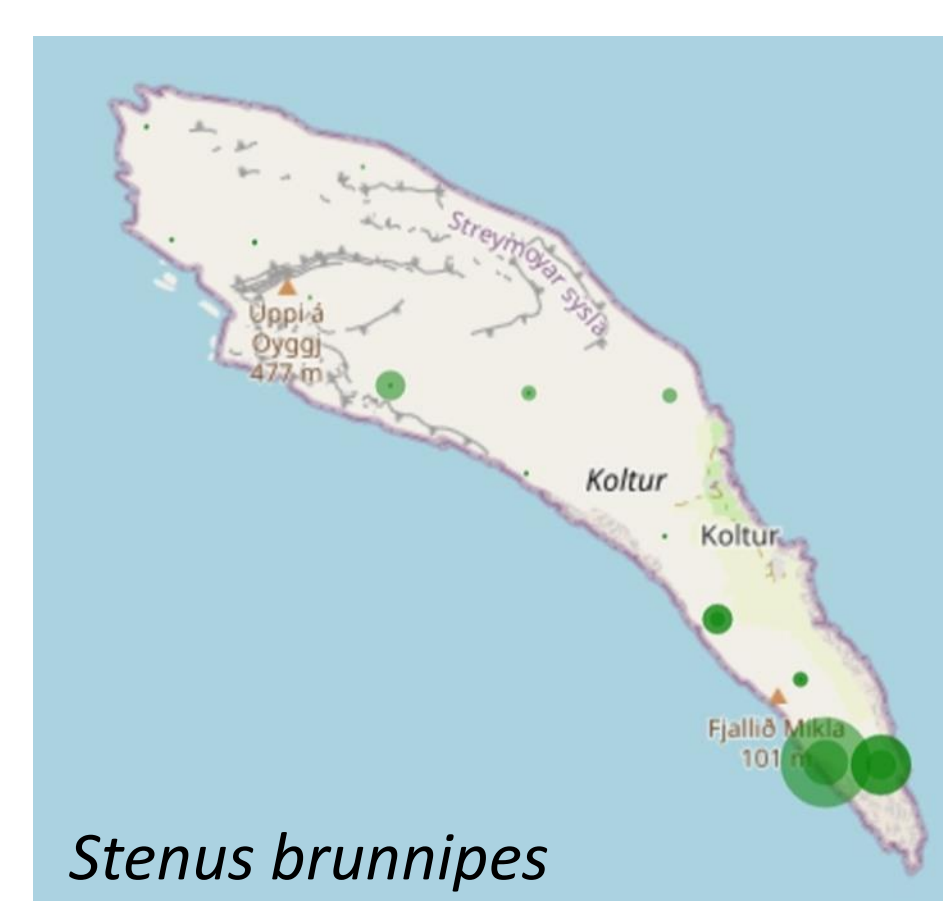 Streymoyar sýsla
Uppi á
Oyggj
477 m
Koltur
Koltur
Fjallið Mikla
101 m
Stenus brunnipes